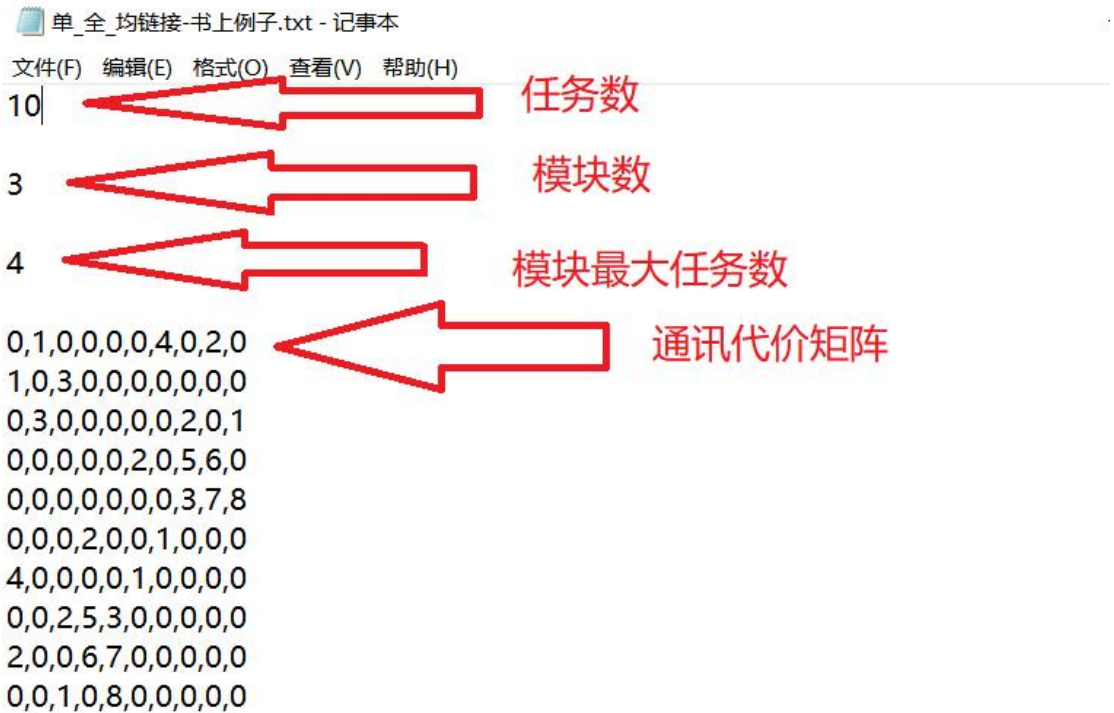 单_全_均链接-书上例子.txt - 记事本
文件(F) 编辑(E) 格式(O) 查看(V) 帮助(H)
10 任务数
3 模块数
4 模块最大任务数
0,1,0,0,0,0,4,0,2,0 通讯代价矩阵
1,0,3,0,0,0,0,0,0,0
0,3,0,0,0,0,0,2,0,1
0,0,0,0,0,2,0,5,6,0
0,0,0,0,0,0,0,3,7,8
0,0,0,2,0,0,1,0,0,0
4,0,0,0,0,1,0,0,0,0
0,0,2,5,3,0,0,0,0,0
2,0,0,6,7,0,0,0,0,0
0,0,1,0,8,0,0,0,0,0